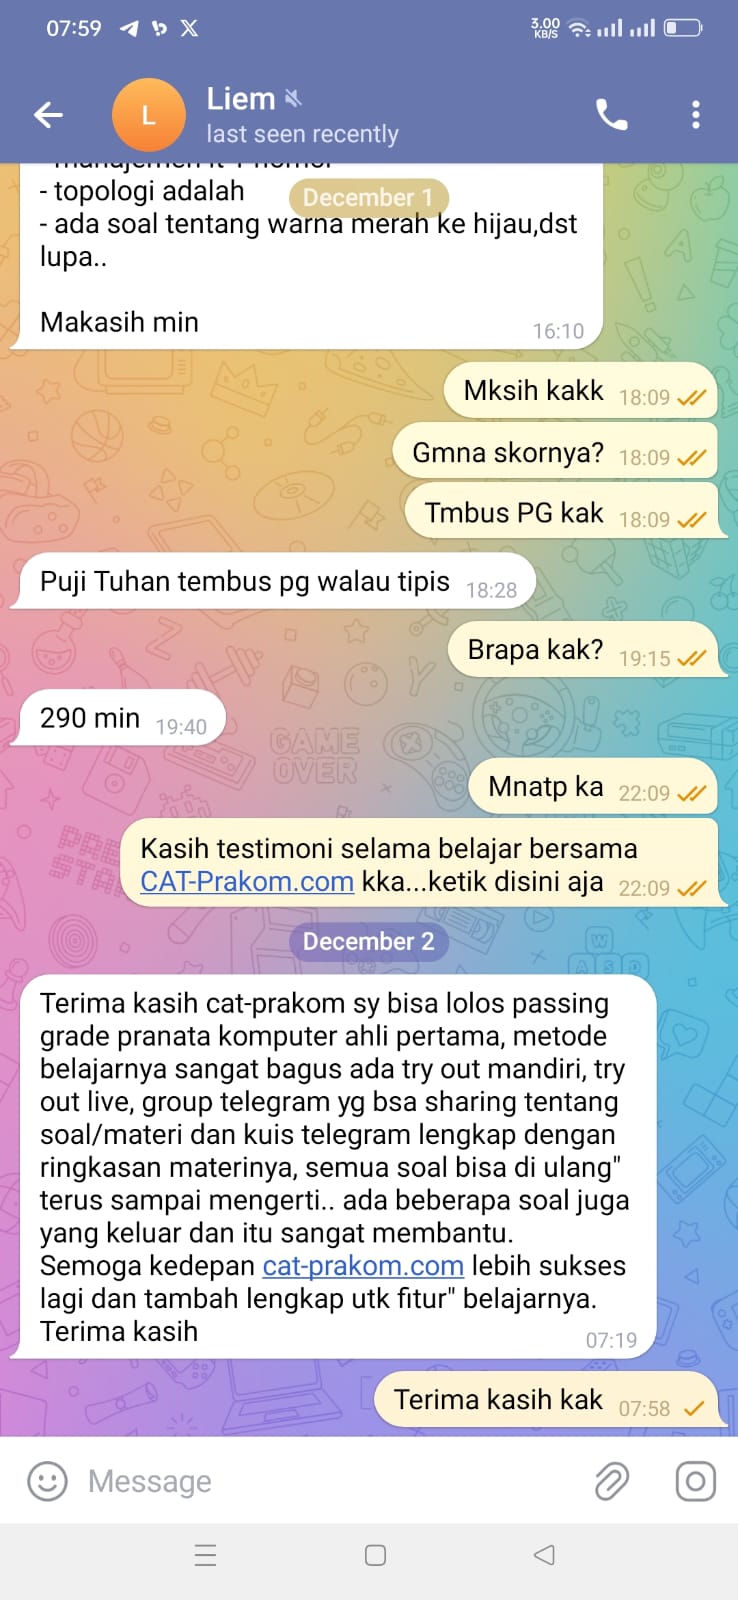 07:59
3.00
KB/S
L
Liem
last seen recently
manajemen it 4 nomor
- topologi adalah
December 1
- ada soal tentang warna merah ke hijau,dst
lupa..
Makasih min
16:10
Mksih kakk 18:09
Gmna skornya? 18:09
Tmbus PG kak 18:09
Puji Tuhan tembus pg walau tipis 18:28
Brapa kak? 19:15
290 min 19:40
GAME
OVER
Mnatp ka 22:09
Kasih testimoni selama belajar bersama
CAT-Prakom.com kka...ketik disini aja 22:09
December 2
Terima kasih cat-prakom sy bisa lolos passing
grade pranata komputer ahli pertama, metode
belajarnya sangat bagus ada try out mandiri, try
out live, group telegram yg bsa sharing tentang
soal/materi dan kuis telegram lengkap dengan
ringkasan materinya, semua soal bisa di ulang"
terus sampai mengerti.. ada beberapa soal juga
yang keluar dan itu sangat membantu.
Semoga kedepan cat-prakom.com lebih sukses
lagi dan tambah lengkap utk fitur" belajarnya.
Terima kasih
07:19
Terima kasih kak 07:58
Message